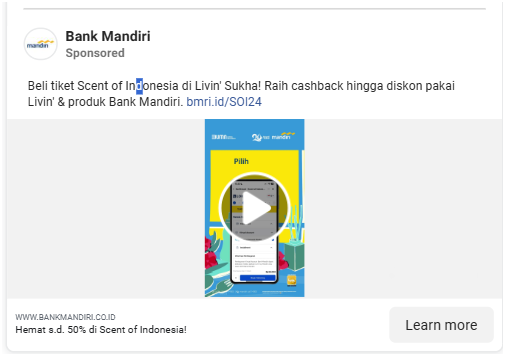 mandiri
Bank Mandiri
Sponsored
Beli tiket Scent of Indonesia di Livin' Sukha! Raih cashback hingga diskon pakai
Livin' & produk Bank Mandiri. bmri.id/SOI24
mandiri
Pilih
WWW.BANKMANDIRI.CO.ID
Hemat s.d. 50% di Scent of Indonesia!
Learn more